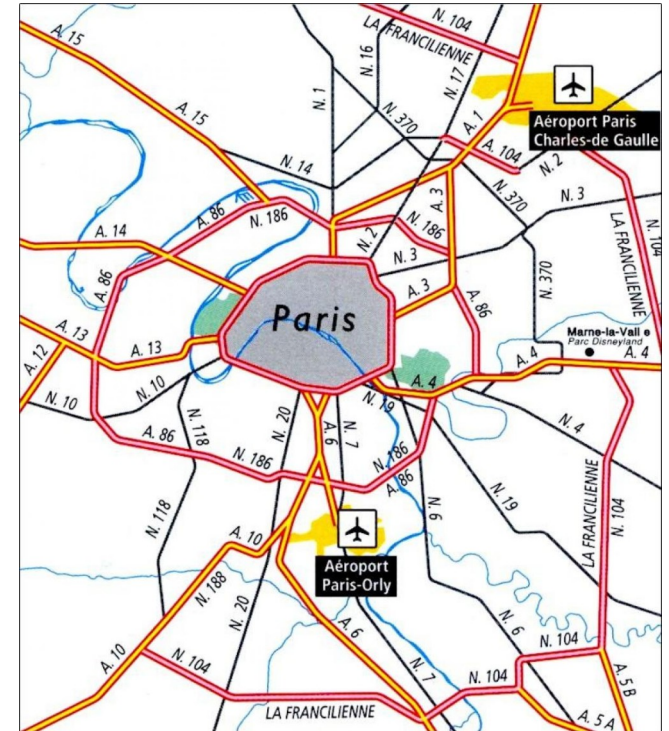 N. 104
LA FRANCILIENNE
A. 15
N. 16
N. 17
N. 1
A. 15
N. 370
A. 1
Aéroport Paris
Charles-de Gaulle
A. 104
N. 2
N. 14
N. 370
A. 3
N. 3
A. 86
N. 186
N. 186
N. 2
LA FRANCILIENNE
N. 104
A. 14
N. 3
N. 370
A. 86
A. 3
A. 86
Paris
A. 13
Marne-la-Vall e
Parc Disneyland
A. 4
A. 4
A. 12
A. 13
A. 4
N. 10
N. 10
N. 19
N. 20
N. 7
A. 6
N. 4
N. 118
A. 86
N. 186
N. 186
A. 86
LA FRANCILIENNE
N. 104
N. 19
N. 6
N. 118
A. 10
Aéroport
Paris-Orly
N. 188
N. 20
A. 6
N. 6
N. 104
A. 10
N. 104
N. 7
N. 104
A. 5 B
LA FRANCILIENNE
A. 5 A